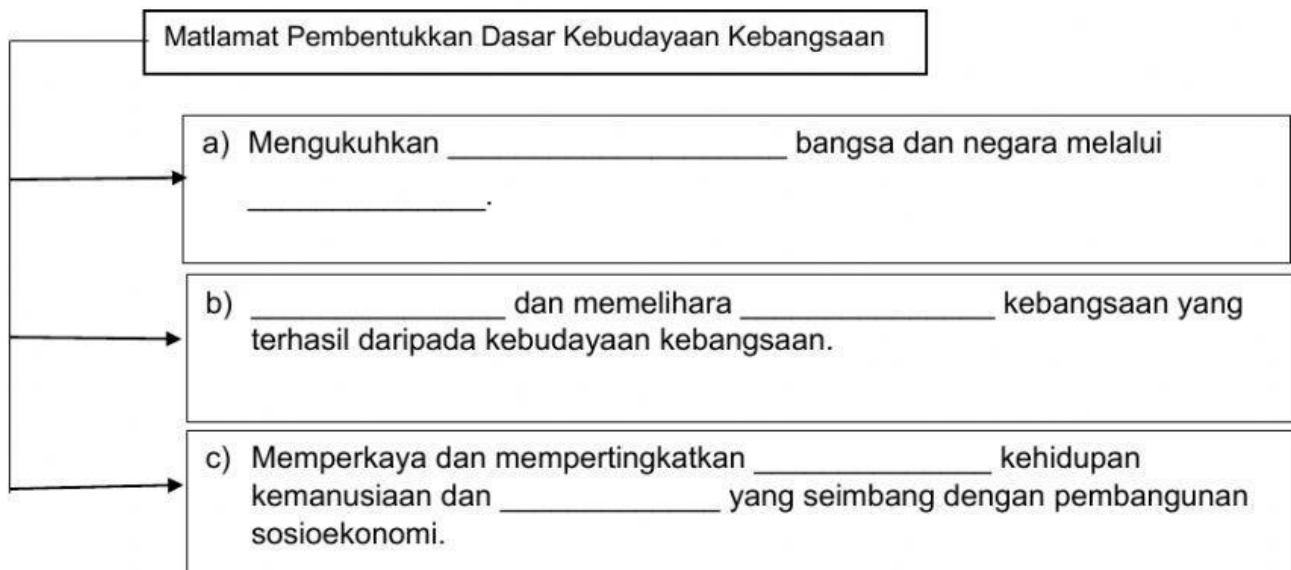 Matlamat Pembentukkan Dasar Kebudayaan Kebangsaan
a) Mengukuhkan ____________________ bangsa dan negara melalui
______________.
b) _______________ dan memelihara _______________ kebangsaan yang
terhasil daripada kebudayaan kebangsaan.
c) Memperkaya dan mempertingkatkan ______________ kehidupan
kemanusiaan dan _____________ yang seimbang dengan pembangunan
sosioekonomi.